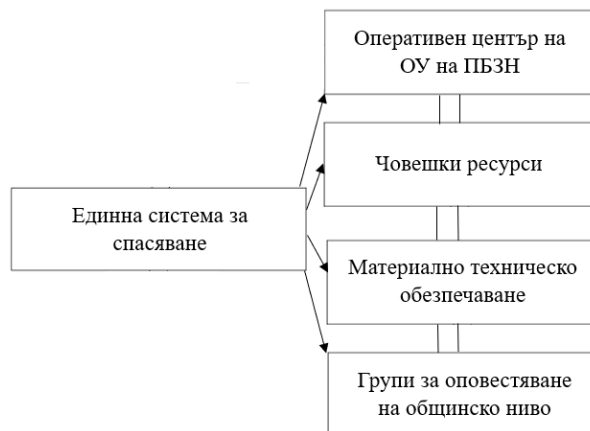 Оперативен център на
ОУ на ПБЗН
Човешки ресурси
Единна система за
спасяване
Материално техническо
обезпечаване
Групи за оповестяване
на общинско ниво